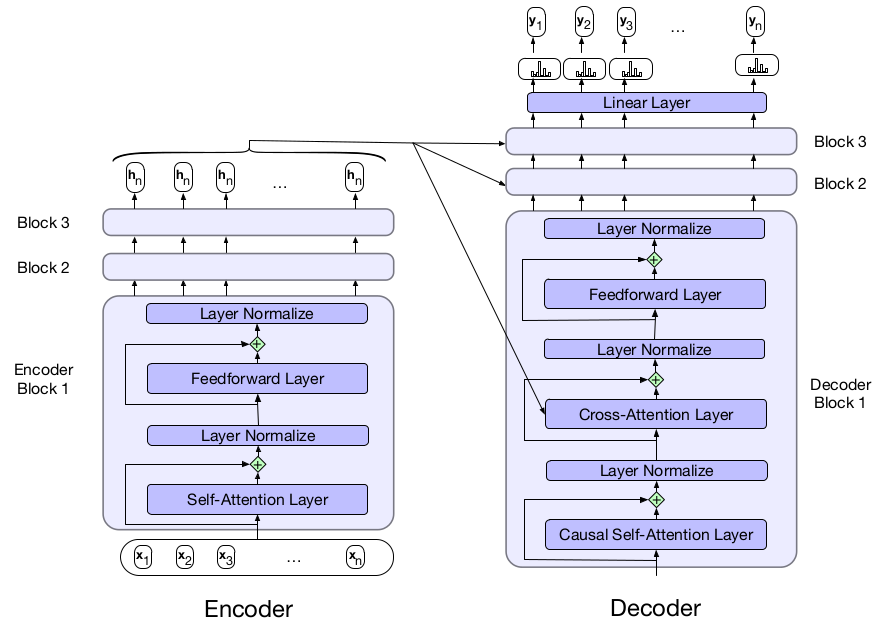 y1 y2 y3 ... yn
Linear Layer
Block 3
Block 2
Layer Normalize
+
Feedforward Layer
Layer Normalize
+
Cross-Attention Layer
Layer Normalize
+
Causal Self-Attention Layer
Decoder
Block 1
Decoder
hn hn hn ... hn
Block 3
Block 2
Layer Normalize
+
Feedforward Layer
Layer Normalize
+
Self-Attention Layer
Encoder
Block 1
x1 x2 x3 ... xn
Encoder